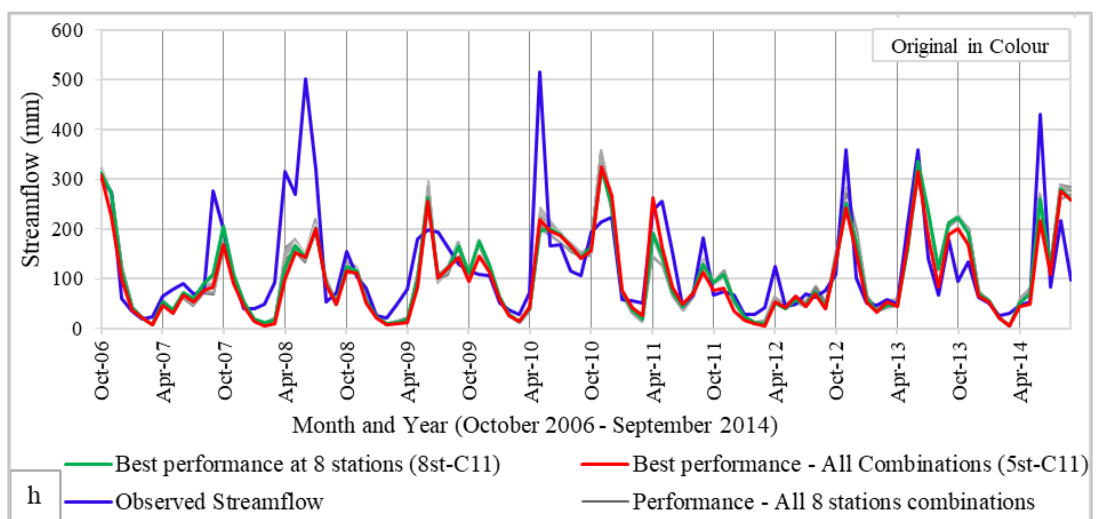 600
Original in Colour
500
400
300
200
100
0
Streamflow (mm)
Oct-06
Apr-07
Oct-07
Apr-08
Oct-08
Apr-09
Oct-09
Apr-10
Oct-10
Apr-11
Oct-11
Apr-12
Oct-12
Apr-13
Oct-13
Apr-14
Month and Year (October 2006 - September 2014)
Best performance at 8 stations (8st-C11)
Best performance - All Combinations (5st-C11)
Observed Streamflow
Performance - All 8 stations combinations
h